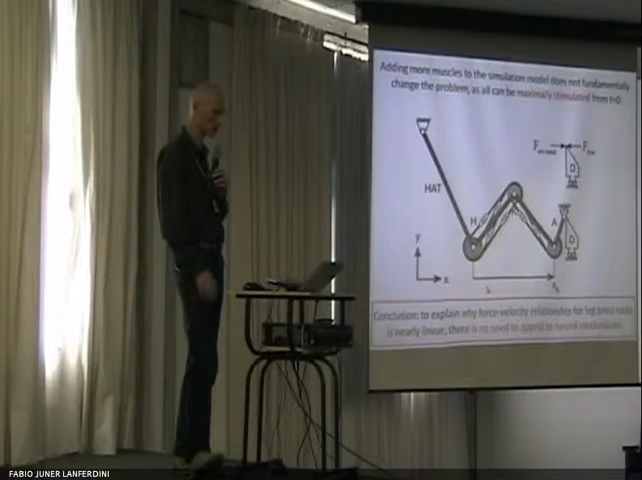 Adding more muscles to the simulation model does not fundamentally
change the problem, as all can be maximally stimulated from t=0.
HAT
H
A
D
D
y
x
Conclusion: to explain why force-velocity relationship for leg press tasks
is nearly linear, there is no need to appeal to neural mechanisms.
FABIO JUNER LANFERDINI